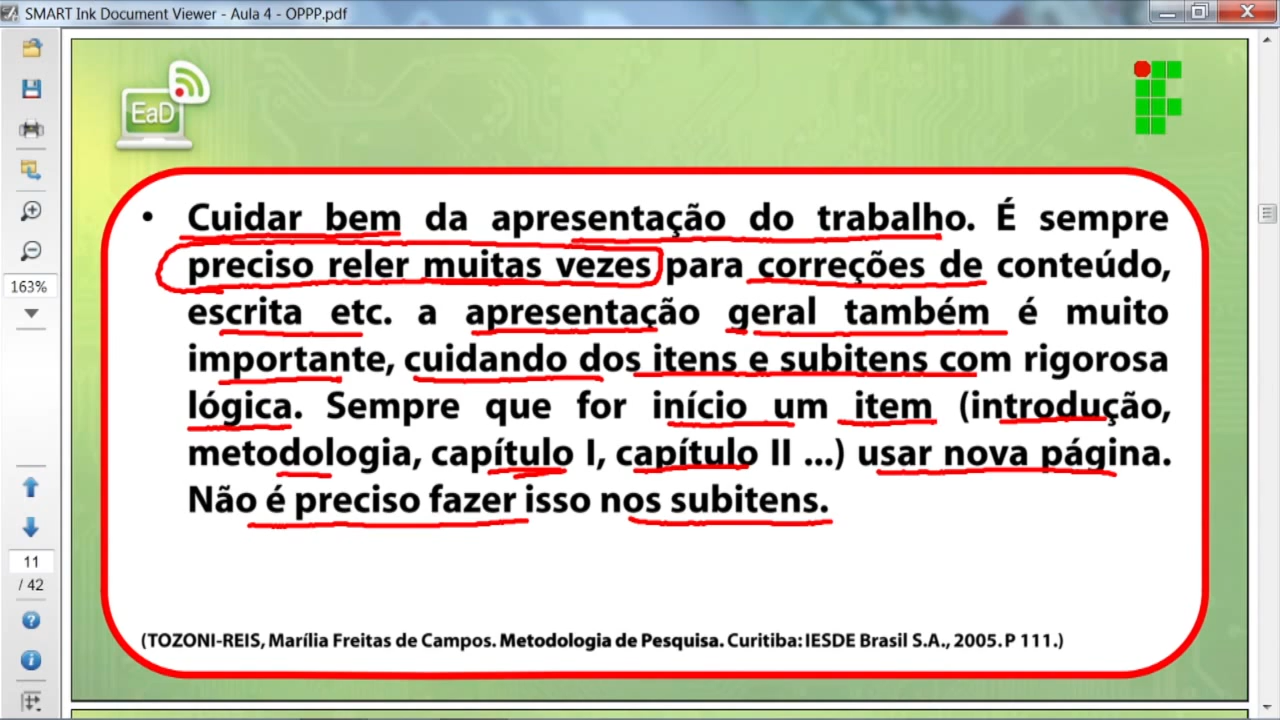 SMART Ink Document Viewer - Aula 4 - OPPP.pdf
EaD
• Cuidar bem da apresentação do trabalho. É sempre
preciso reler muitas vezes para correções de conteúdo,
escrita etc. a apresentação geral também é muito
importante, cuidando dos itens e subitens com rigorosa
lógica. Sempre que for início um item (introdução,
metodologia, capítulo I, capítulo II ...) usar nova página.
Não é preciso fazer isso nos subitens.
(TOZONI-REIS, Marília Freitas de Campos. Metodologia de Pesquisa. Curitiba: IESDE Brasil S.A., 2005. P 111.)
163%
11
/ 42